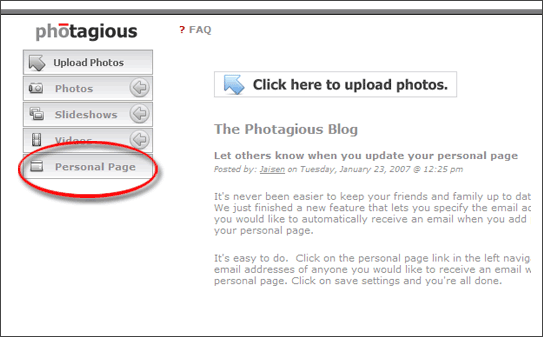 phōtagious
? FAQ
Upload Photos
Photos
Slideshows
Videos
Personal Page
Click here to upload photos.
The Photagious Blog
Let others know when you update your personal page
Posted by: Jaisen on Tuesday, January 23, 2007 @ 12:25 pm
It's never been easier to keep your friends and family up to dat
We just finished a new feature that lets you specify the email ad
you would like to automatically receive an email when you add
your personal page.
It's easy to do. Click on the personal page link in the left navig
email addresses of anyone you would like to receive an email w
personal page. Click on save settings and you're all done.